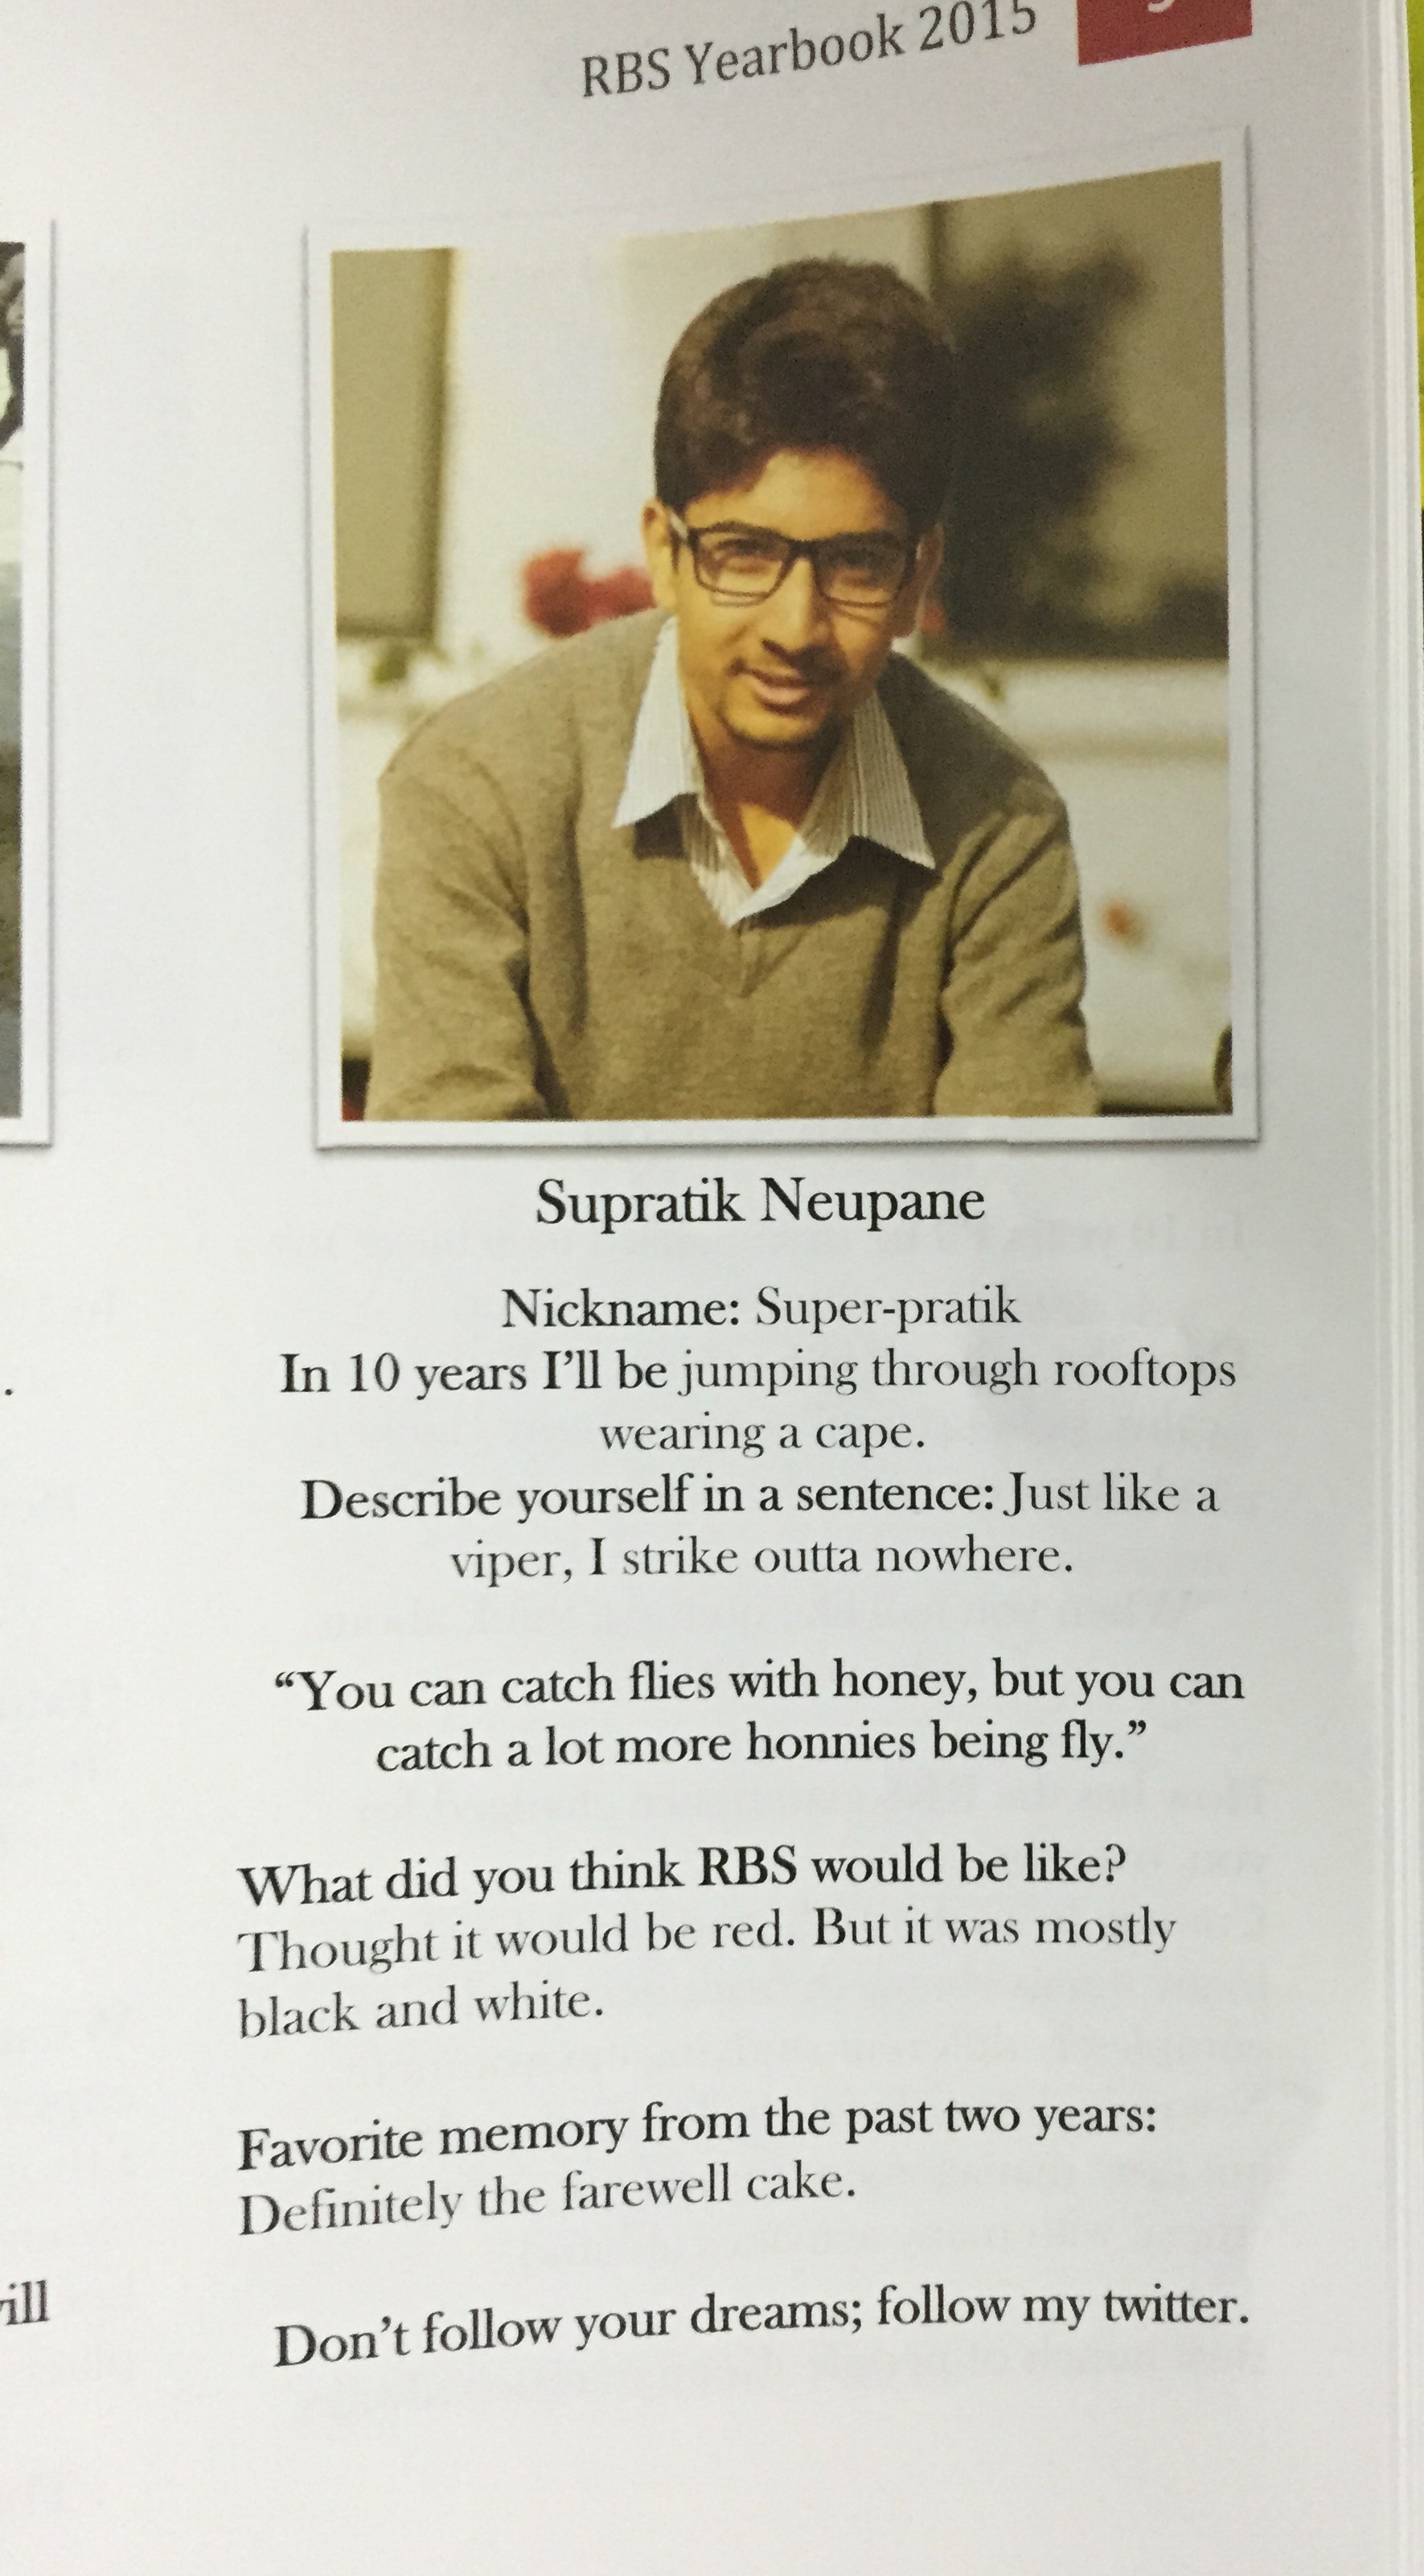 RBS Yearbook 2015
Supratik Neupane
Nickname: Super-pratik
In 10 years I'll be jumping through rooftops
wearing a cape.
Describe yourself in a sentence: Just like a
viper, I strike outta nowhere.
“You can catch flies with honey, but you can
catch a lot more honnies being fly.”
What did you think RBS would be like?
Thought it would be red. But it was mostly
black and white.
Favorite memory from the past two years:
Definitely the farewell cake.
Don't follow your dreams; follow my twitter.